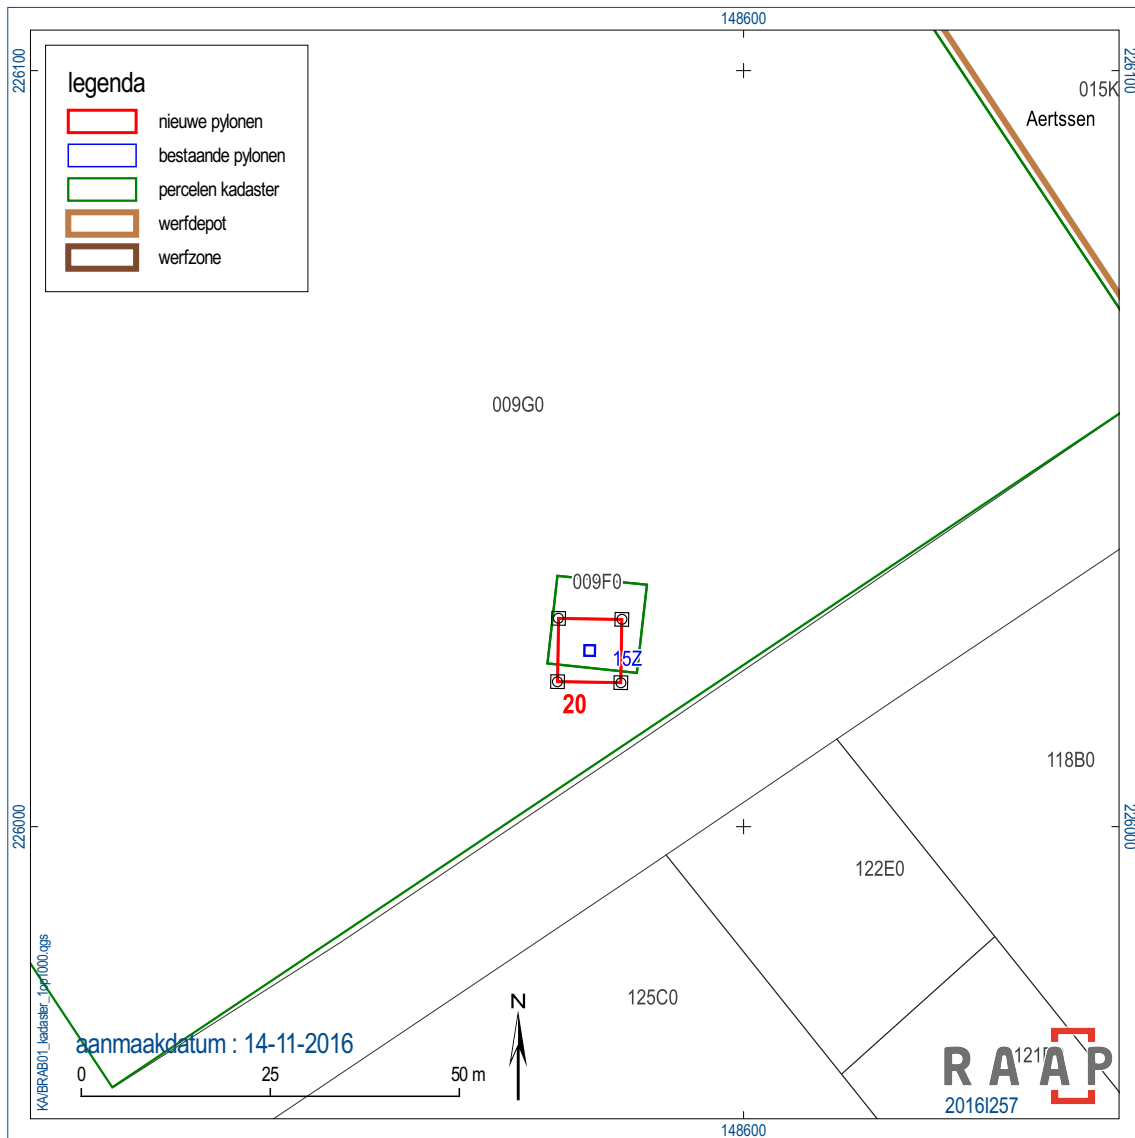 148600
226100
226100
legenda
nieuwe pylonen
bestaande pylonen
percelen kadaster
werfdepot
werfzone
015K
Aertssen
009G0
009F0
15Z
20
118B0
226000
226000
122E0
125C0
KA/BRAB01_kadaster_1op1000.qgs
N
aanmaakdatum : 14-11-2016
0 25 50 m
RAAP
2016I257
148600